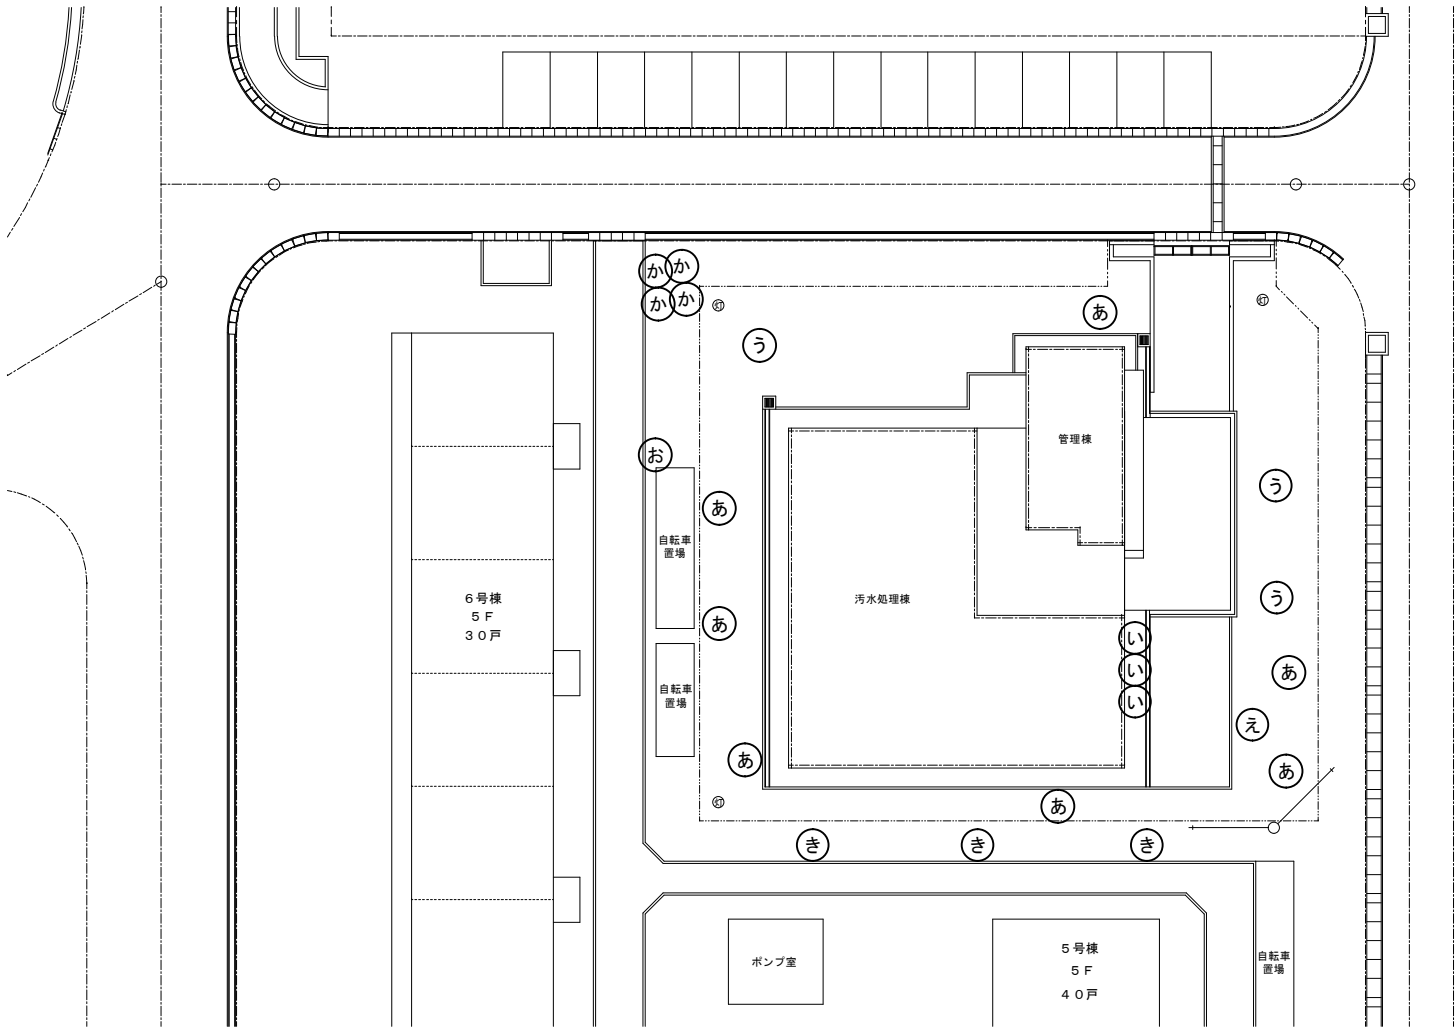 か
か
か
か
灯
灯
あ
う
管理棟
お
う
あ
自転車
置場
6号棟
5F
30戸
汚水処理棟
う
あ
い
い
い
あ
自転車
置場
え
あ
あ
灯
あ
き
き
き
ポンプ室
5号棟
5F
40戸
自転車
置場